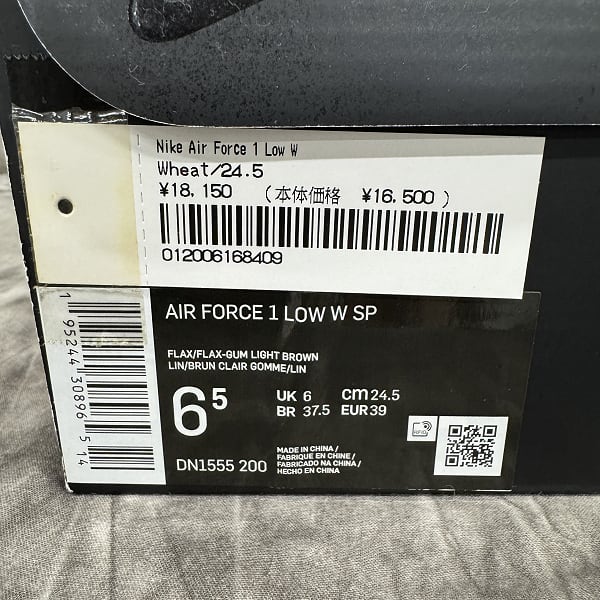 Nike Air Force 1 Low W
Wheat/24.5
¥18,150 (本体価格 ¥16,500)
012006168409
AIR FORCE 1 LOW W SP
FLAX/FLAX-GUM LIGHT BROWN
LIN/BRUN CLAIR GOMME/LIN
6⁵
UK 6 cm 24.5
BR 37.5 EUR 39
DN1555 200
MADE IN CHINA /
FABRIQUE EN CHINE /
FABRICADO NA CHINA /
HECHO EN CHINA
RFID
1 95244 30896 5 14